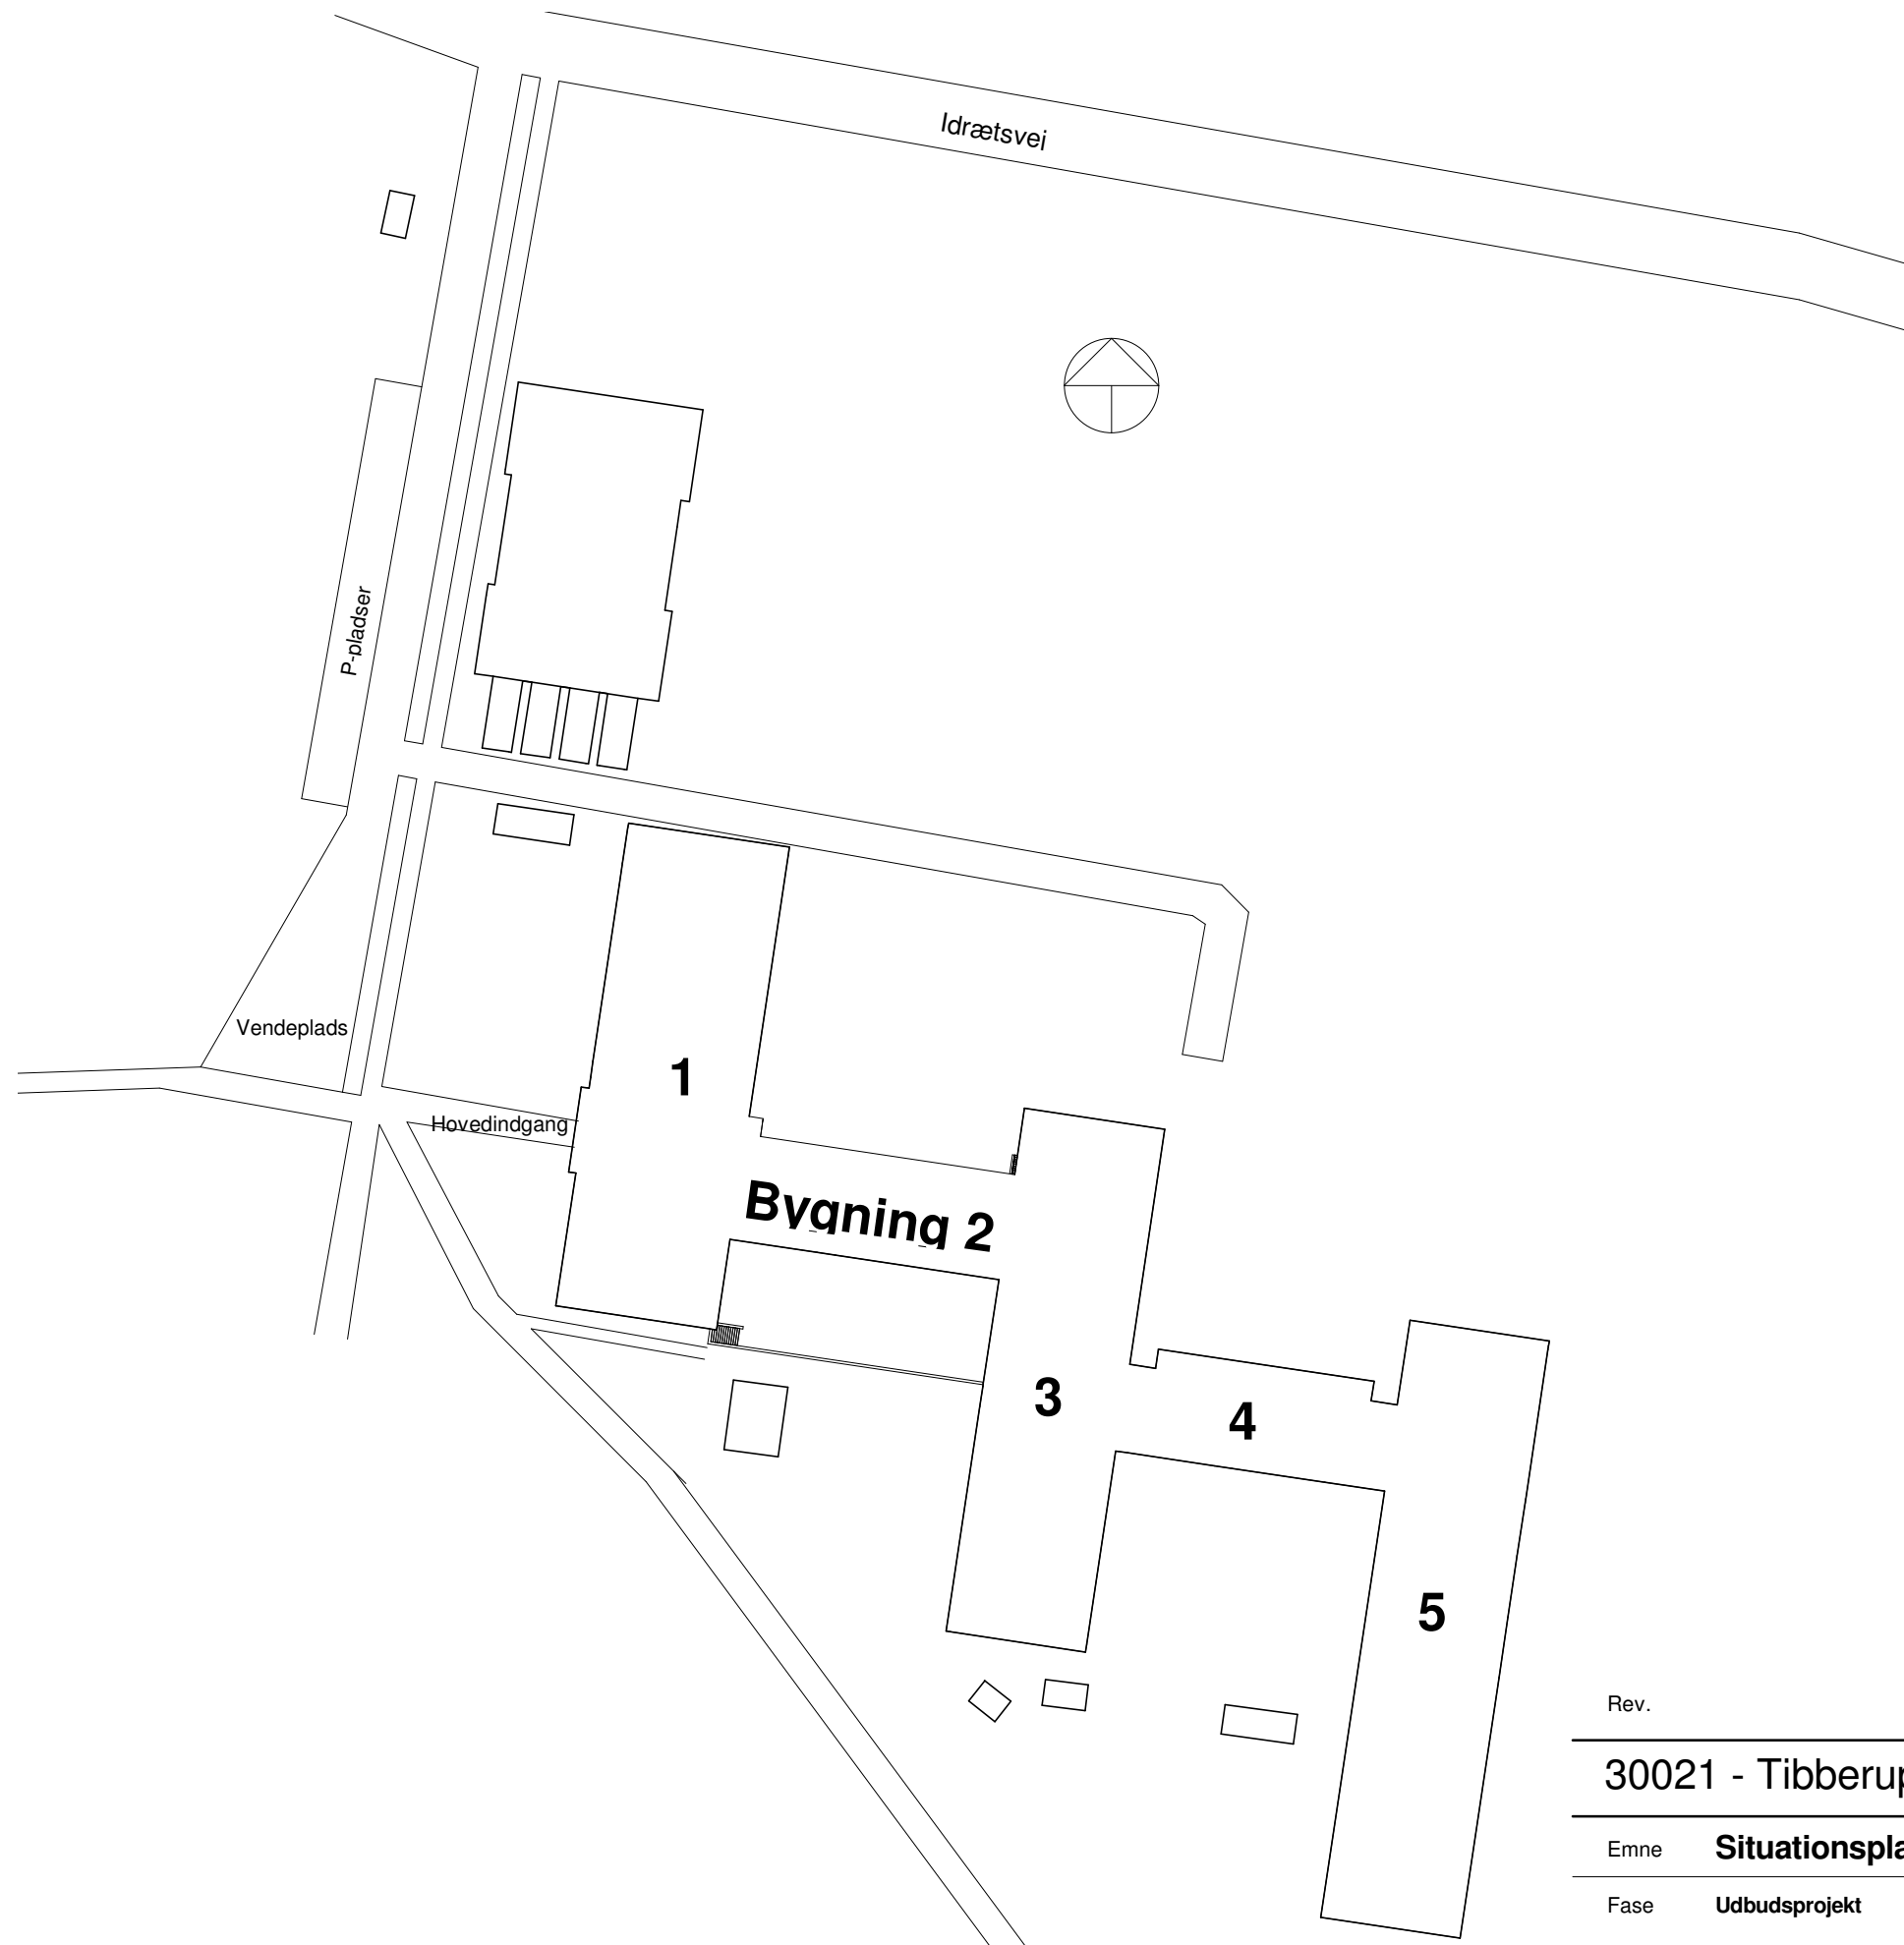 Idrætsvei
P-pladser
Vendeplads
Hovedindgang
1
Bygning 2
3
4
5
Rev.
30021 - Tibberup
Emne Situationspla
Fase Udbudsprojekt